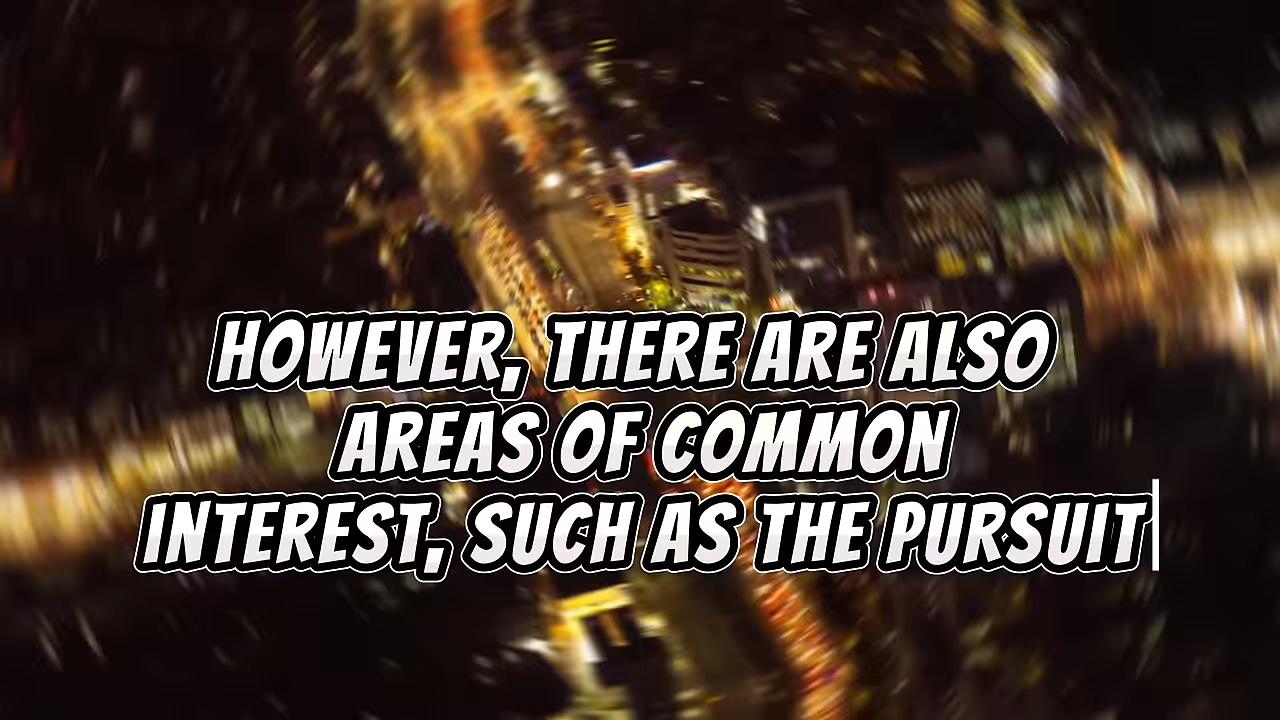 HOWEVER, THERE ARE ALSO
AREAS OF COMMON
INTEREST, SUCH AS THE PURSUIT